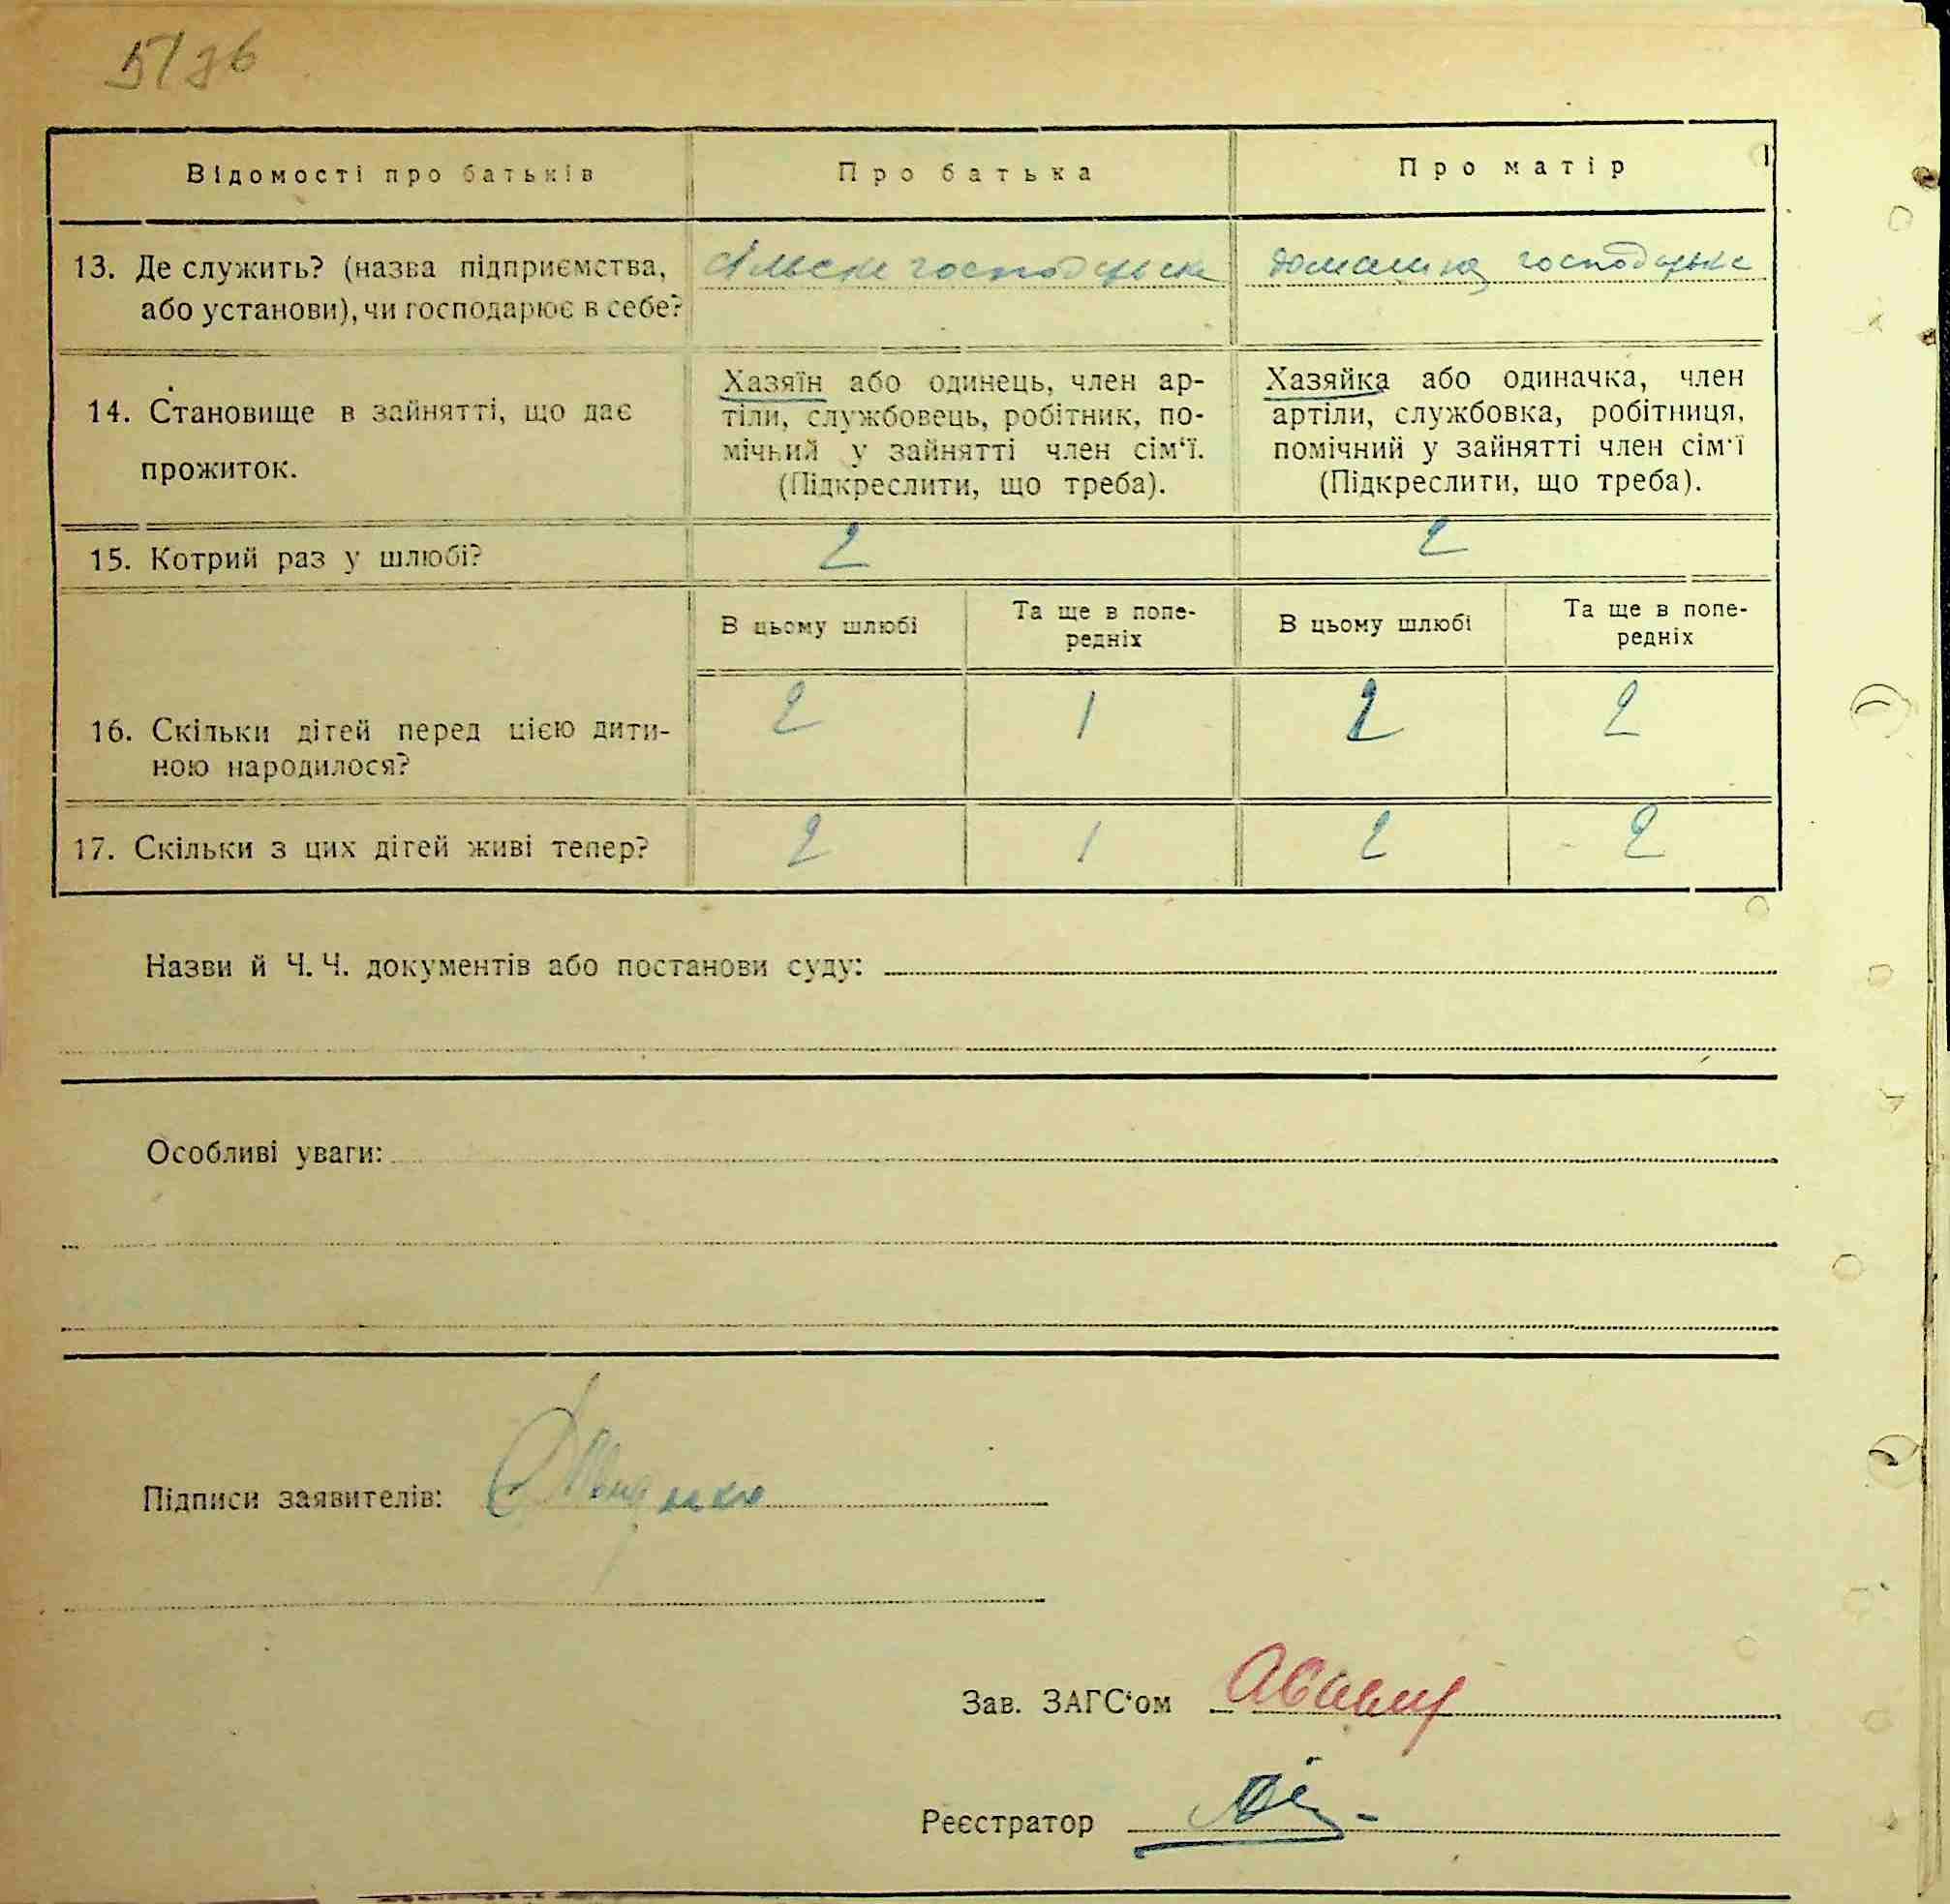 Відомості про батьків
Про батька
Про матір
13. Де служить? (назва підприємства,
або установи), чи господарює в себе?
сільське господарське
домашнє господарьке
14. Становище в зайнятті, що дає
прожиток.
Хазяїн або одинець, член ар-
тіли, службовець, робітник, по-
мічний у зайнятті член сім‘ї.
(Підкреслити, що треба).
Хазяйка або одиначка, член
артіли, службовка, робітниця,
помічний у зайнятті член сім‘ї
(Підкреслити, що треба).
15. Котрий раз у шлюбі?
2
2
В цьому шлюбі
Та ще в попе-
редніх
В цьому шлюбі
Та ще в попе-
редніх
16. Скільки дітей перед цією дити-
ною народилося?
2
1
2
2
17. Скільки з цих дітей живі тепер?
2
1
2
2
Назви й Ч. Ч. документів або постанови суду:
Особливі уваги:
Підписи заявителів:
Зав. ЗАГС‘ом
Реєстратор